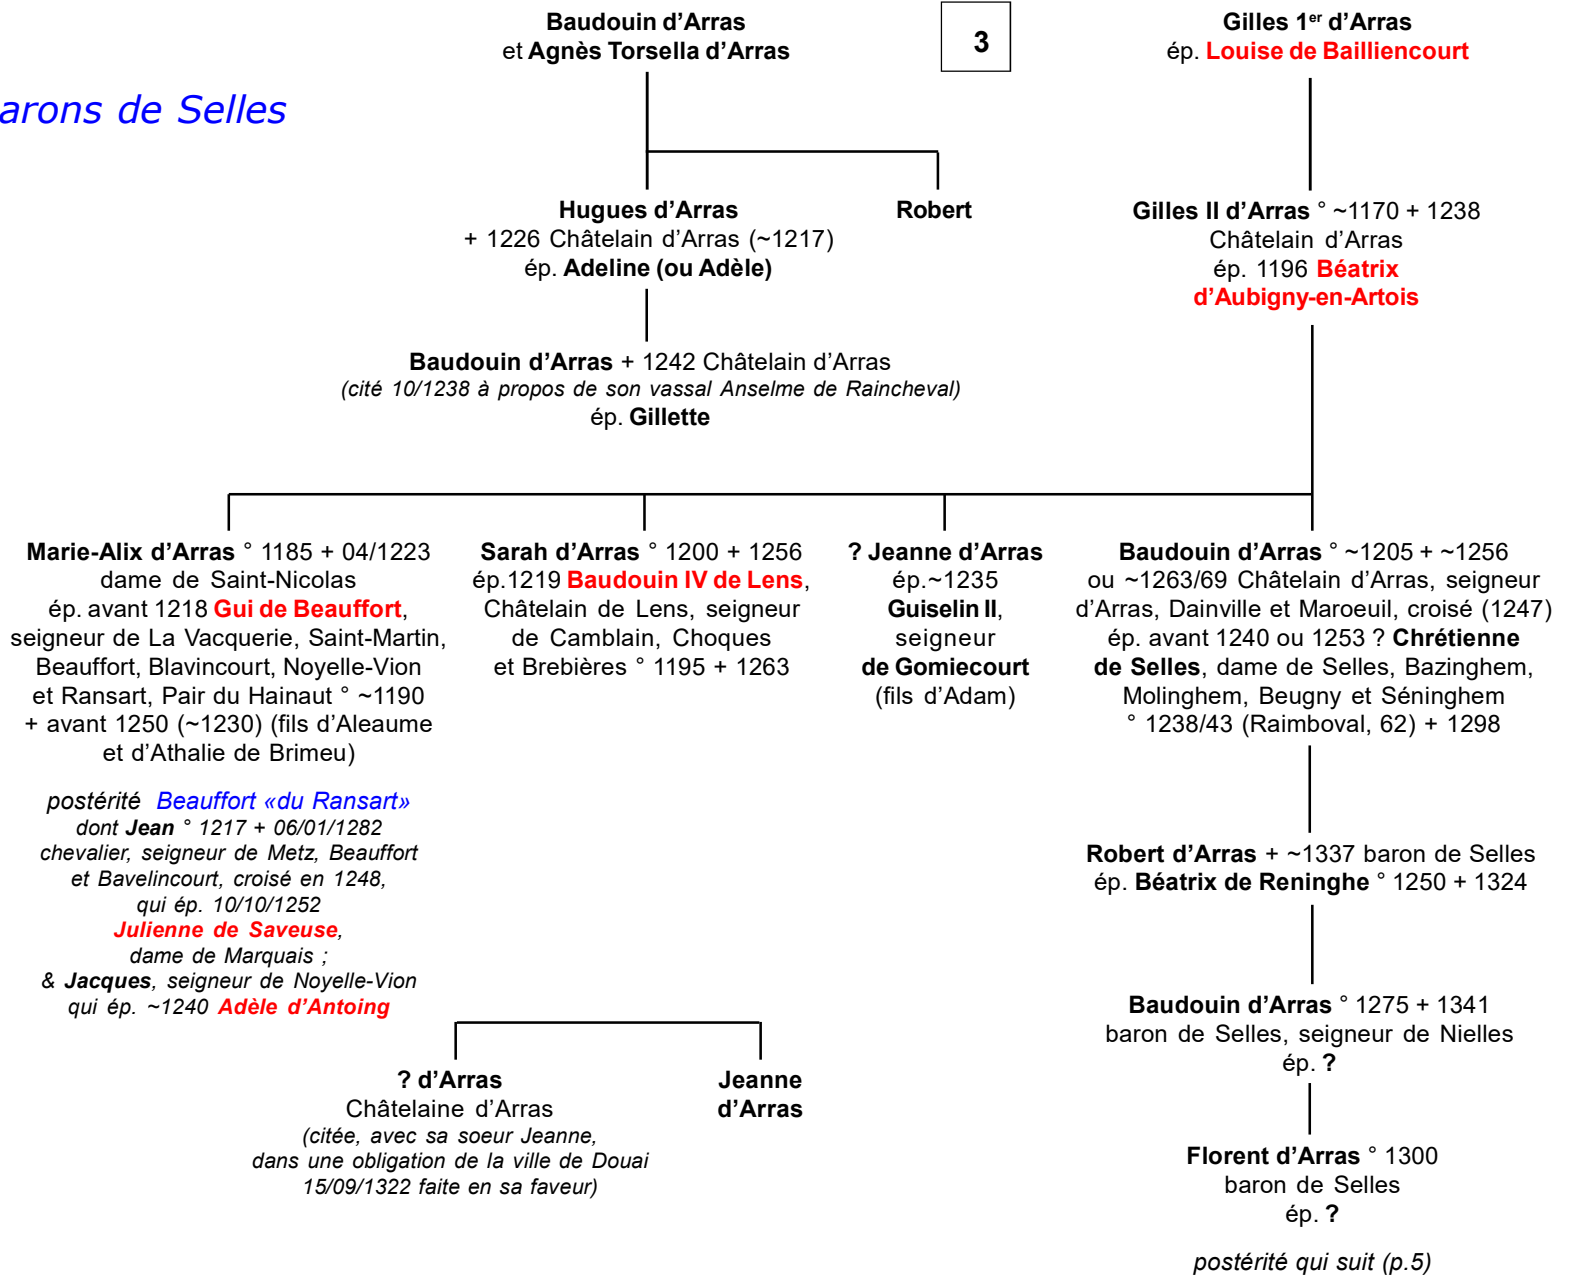 Baudouin d’Arras
et Agnès Torsella d’Arras
3
Gilles 1er d’Arras
ép. Louise de Bailliencourt
arons de Selles
Hugues d’Arras
+ 1226 Châtelain d’Arras (~1217)
ép. Adeline (ou Adèle)
Robert
Gilles II d’Arras ° ~1170 + 1238
Châtelain d’Arras
ép. 1196 Béatrix
d’Aubigny-en-Artois
Baudouin d’Arras + 1242 Châtelain d’Arras
(cité 10/1238 à propos de son vassal Anselme de Raincheval)
ép. Gillette
Marie-Alix d’Arras ° 1185 + 04/1223
dame de Saint-Nicolas
ép. avant 1218 Gui de Beauffort,
seigneur de La Vacquerie, Saint-Martin,
Beauffort, Blavincourt, Noyelle-Vion
et Ransart, Pair du Hainaut ° ~1190
+ avant 1250 (~1230) (fils d’Aleaume
et d’Athalie de Brimeu)
postérité Beauffort «du Ransart»
dont Jean ° 1217 + 06/01/1282
chevalier, seigneur de Metz, Beauffort
et Bavelincourt, croisé en 1248,
qui ép. 10/10/1252
Julienne de Saveuse,
dame de Marquais ;
& Jacques, seigneur de Noyelle-Vion
qui ép. ~1240 Adèle d’Antoing
Sarah d’Arras ° 1200 + 1256
ép.1219 Baudouin IV de Lens,
Châtelain de Lens, seigneur
de Camblain, Choques
et Brebières ° 1195 + 1263
? Jeanne d’Arras
ép.~1235
Guiselin II,
seigneur
de Gomiecourt
(fils d’Adam)
Baudouin d’Arras ° ~1205 + ~1256
ou ~1263/69 Châtelain d’Arras, seigneur
d’Arras, Dainville et Maroeuil, croisé (1247)
ép. avant 1240 ou 1253 ? Chrétienne
de Selles, dame de Selles, Bazinghem,
Molinghem, Beugny et Séninghem
° 1238/43 (Raimboval, 62) + 1298
Robert d’Arras + ~1337 baron de Selles
ép. Béatrix de Reninghe ° 1250 + 1324
Baudouin d’Arras ° 1275 + 1341
baron de Selles, seigneur de Nielles
ép. ?
? d’Arras
Châtelaine d’Arras
(citée, avec sa soeur Jeanne,
dans une obligation de la ville de Douai
15/09/1322 faite en sa faveur)
Jeanne
d’Arras
Florent d’Arras ° 1300
baron de Selles
ép. ?
postérité qui suit (p.5)